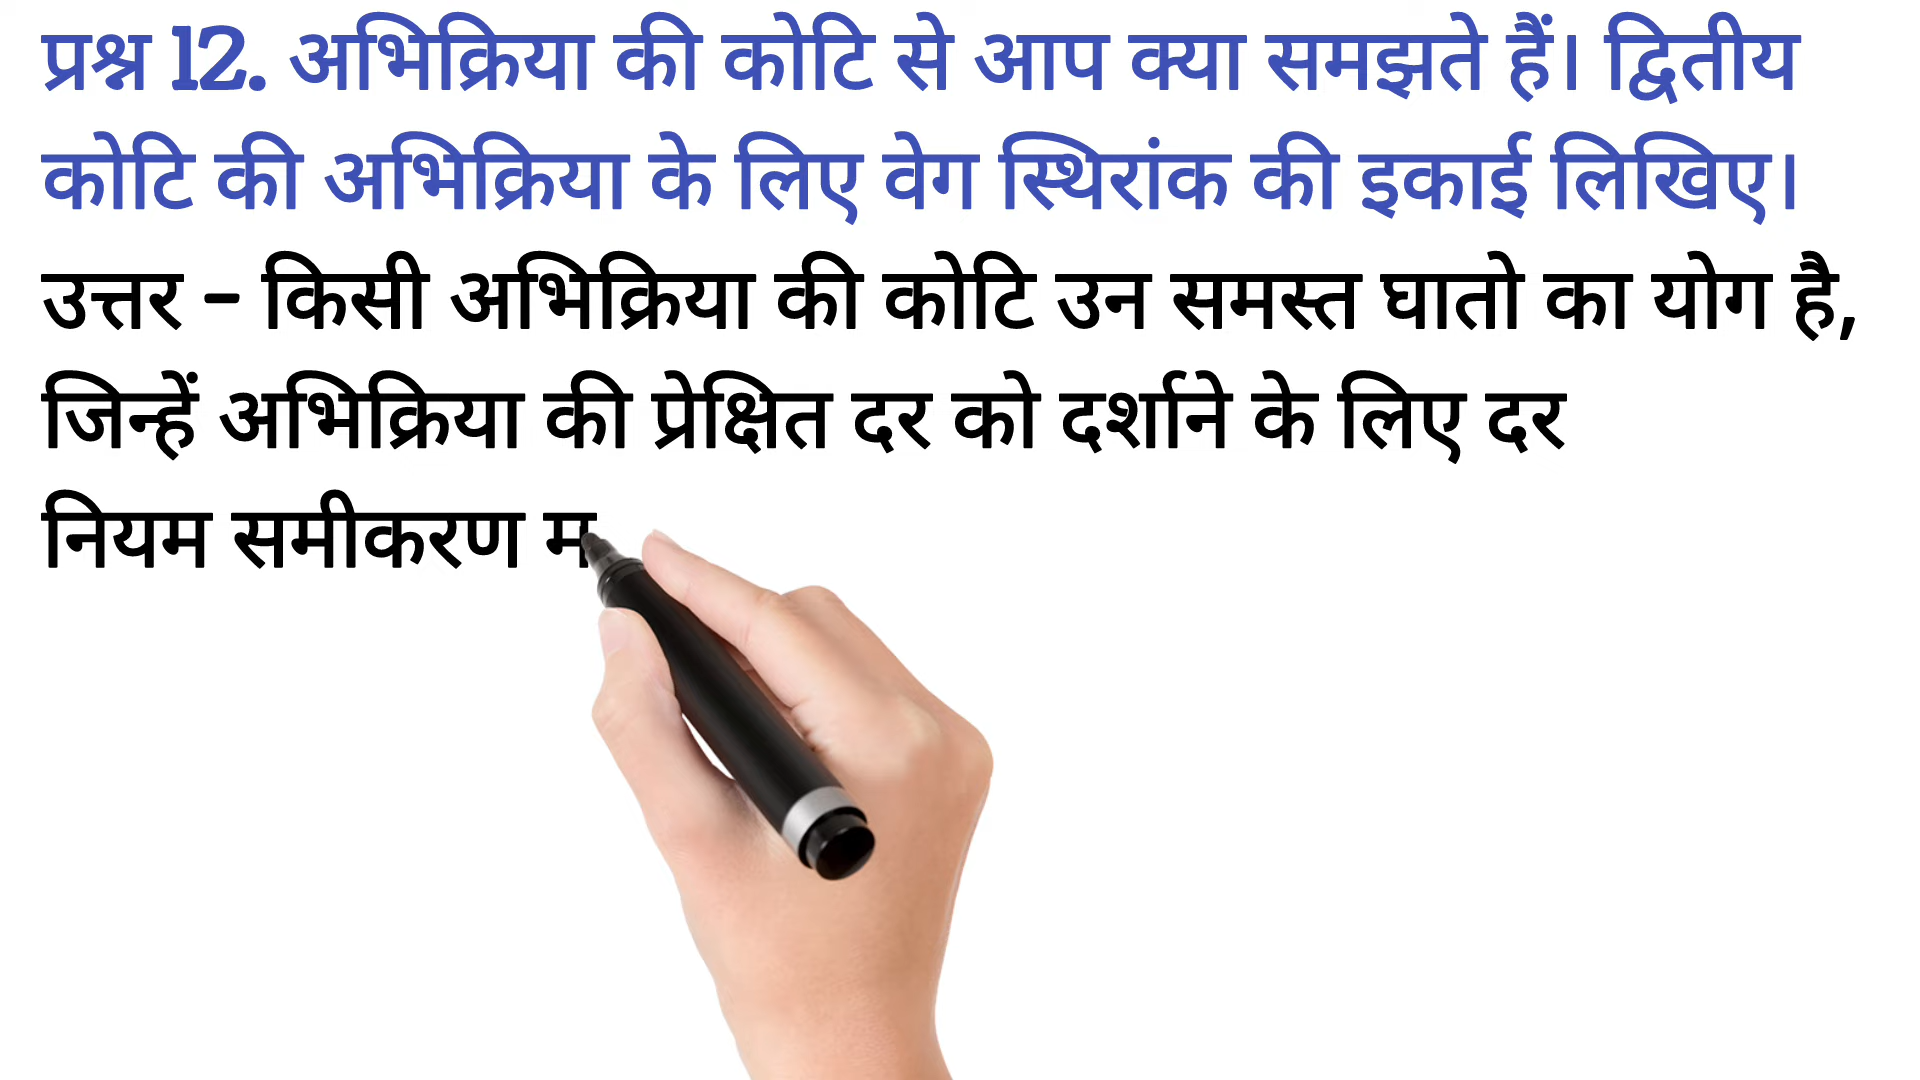 प्रश्न 12. अभिक्रिया की कोटि से आप क्या समझते हैं। द्वितीय
कोटि की अभिक्रिया के लिए वेग स्थिरांक की इकाई लिखिए।
उत्तर - किसी अभिक्रिया की कोटि उन समस्त घातो का योग है,
जिन्हें अभिक्रिया की प्रेक्षित दर को दर्शाने के लिए दर
नियम समीकरण म